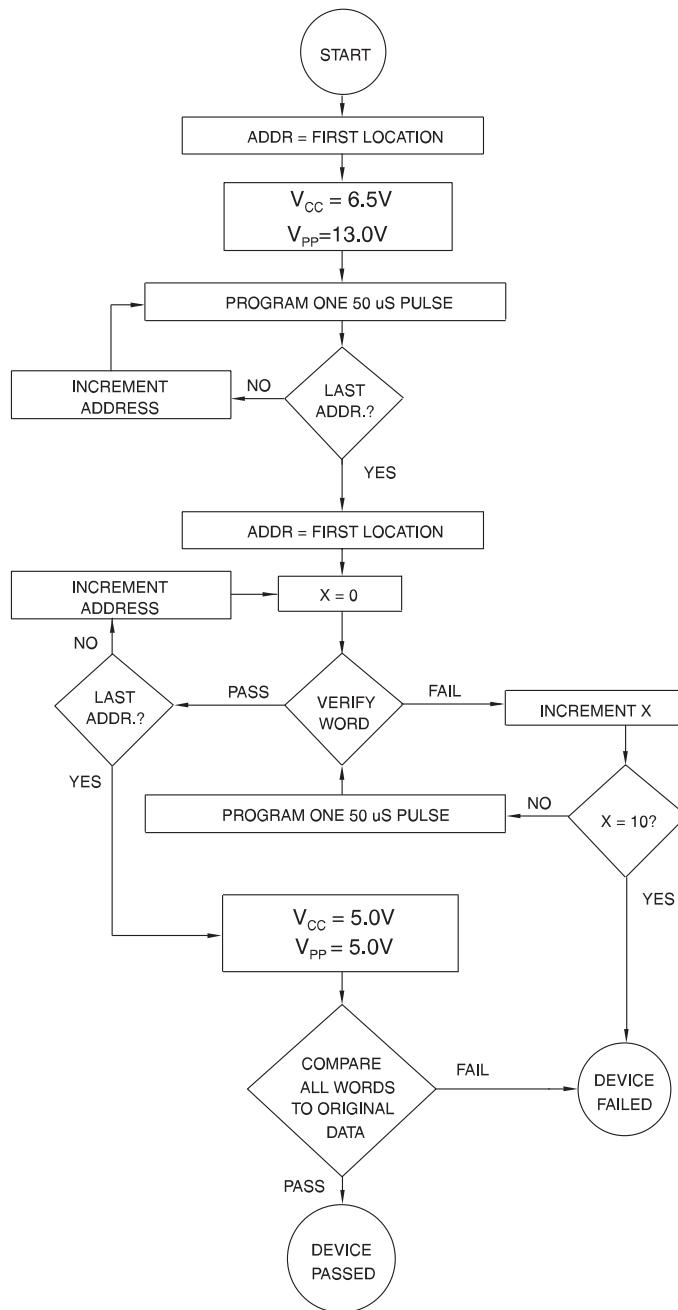 START
ADDR = FIRST LOCATION
VCC = 6.5V
VPP=13.0V
PROGRAM ONE 50 uS PULSE
INCREMENT
ADDRESS
NO
LAST
ADDR.?
YES
ADDR = FIRST LOCATION
INCREMENT
ADDRESS
X = 0
NO
LAST
ADDR.?
PASS
VERIFY
WORD
FAIL
INCREMENT X
YES
PROGRAM ONE 50 uS PULSE
NO
X = 10?
YES
VCC = 5.0V
VPP = 5.0V
COMPARE
ALL WORDS
TO ORIGINAL
DATA
FAIL
DEVICE
FAILED
PASS
DEVICE
PASSED